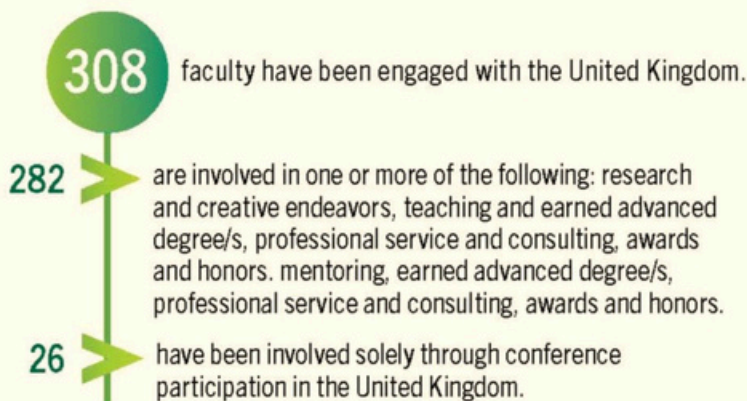 308 faculty have been engaged with the United Kingdom.
282 are involved in one or more of the following: research
and creative endeavors, teaching and earned advanced
degree/s, professional service and consulting, awards
and honors. mentoring, earned advanced degree/s,
professional service and consulting, awards and honors.
26 have been involved solely through conference
participation in the United Kingdom.